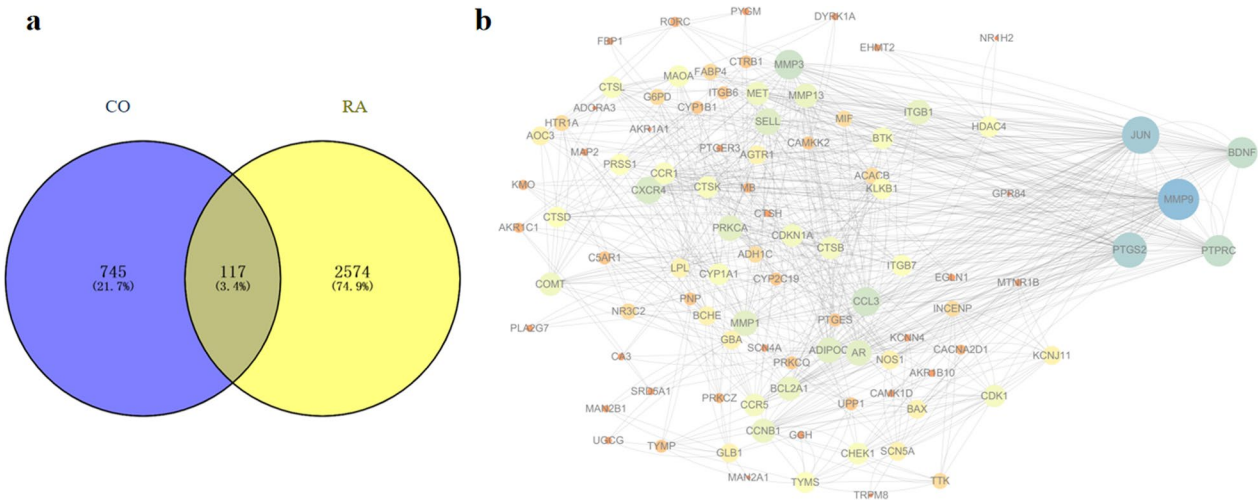 a
CO
RA
745
(21.7%)
117
(3.4%)
2574
(74.9%)
b
PYGM
DYRK1A
RORC
NR1H2
FBP1
EHMT2
CTRB1
MMP3
FABP4
MAOA
CTSL
G6PD
ITGB6
MET
MMP13
ADORA3
CYP1B1
ITGB1
HTR1A
SELL
MIF
HDAC4
JUN
AKR1A1
AOC3
BTK
CAMKK2
PTGER3
BDNF
MAP2
AGTR1
PRSS1
CCR1
ACACB
KMO
CTSK
MB
KLKB1
CXCR4
GPR84
MMP9
CTSH
CTSD
AKR1C1
PRKCA
CDKN1A
CTSB
PTGS2
PTPRC
ADH1C
C5AR1
LPL
ITGB7
CYP1A1
CYP2C19
EGLN1
MTNR1B
COMT
PNP
CCL3
NR3C2
BCHE
INCENP
PTGES
MMP1
PLA2G7
GBA
KCNN4
SCN4A
ADIPOQ
AR
CACNA2D1
KCNJ11
CA3
NOS1
PRKCQ
AKR1B10
BCL2A1
SRD5A1
CAMK1D
PRKCZ
CDK1
CCR5
UPP1
MAN2B1
BAX
CCNB1
GGH
UGCG
TYMP
GLB1
CHEK1
SCN5A
MAN2A1
TYMS
TTK
TRPM8